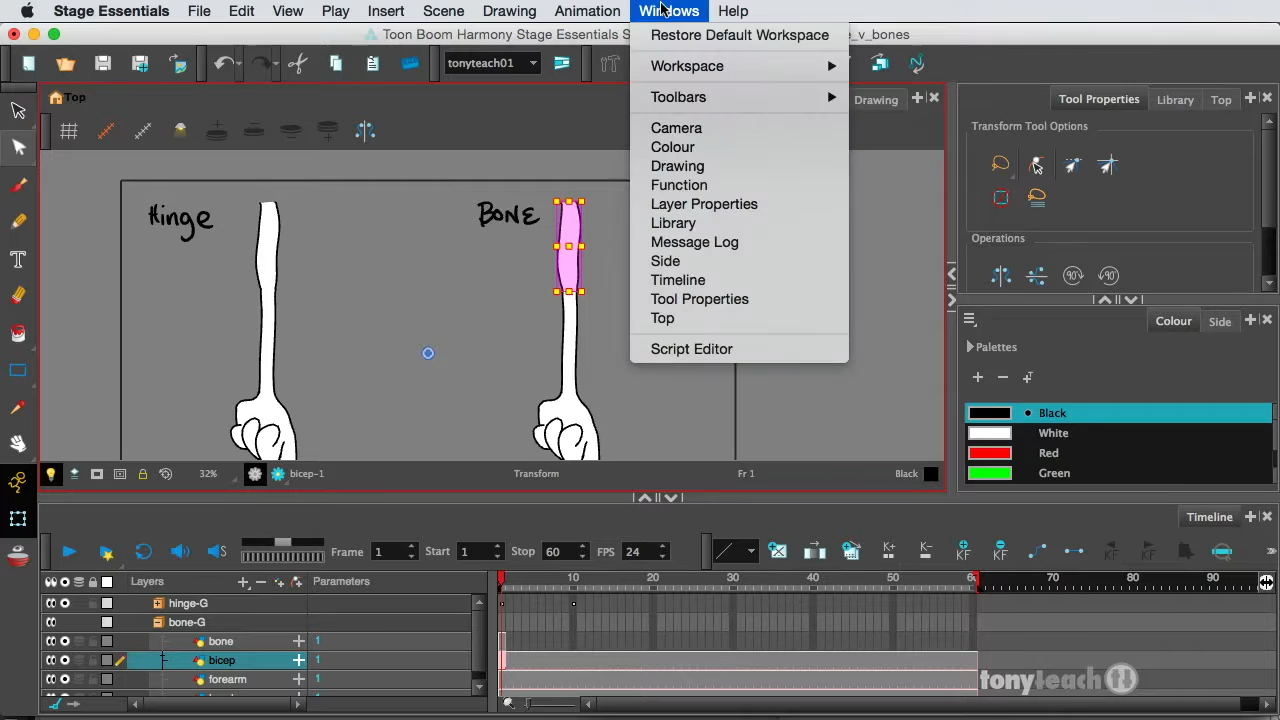 Stage Essentials File Edit View Play Insert Scene Drawing Animation Windows Help
Toon Boom Harmony Stage Essentials S
_v_bones
Restore Default Workspace
Workspace
Toolbars
Camera
Colour
Drawing
Function
Layer Properties
Library
Message Log
Side
Timeline
Tool Properties
Top
Script Editor
tonyteach01
Top
Drawing
Tool Properties Library Top
Transform Tool Options
Operations
90° 90°
Hinge
BONE
Colour Side
Palettes
Black
White
Red
Green
32% bicep-1 Transform Fr 1 Black
Timeline
Frame 1 Start 1 Stop 60 FPS 24
Layers Parameters
10 20 30 40 50 60 70 80 90
hinge-G
bone-G
bone 1
bicep 1
forearm 1
tonyteach